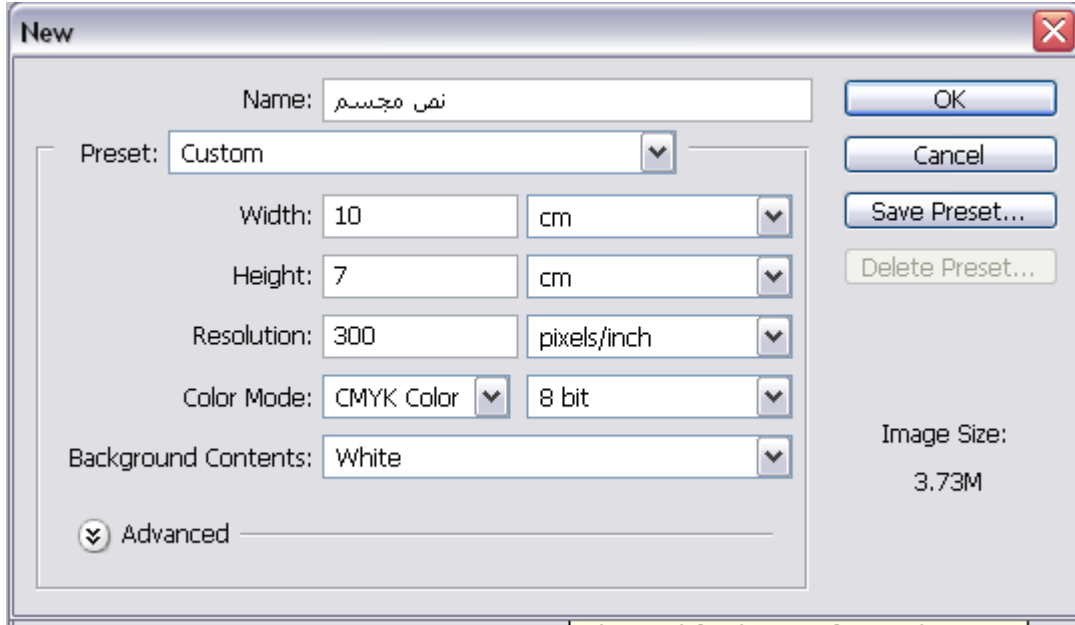 New
Name: نص مجسم
OK
Preset: Custom
Cancel
Width: 10 cm
Save Preset...
Height: 7 cm
Delete Preset...
Resolution: 300 pixels/inch
Color Mode: CMYK Color 8 bit
Background Contents: White
Image Size:
3.73M
Advanced